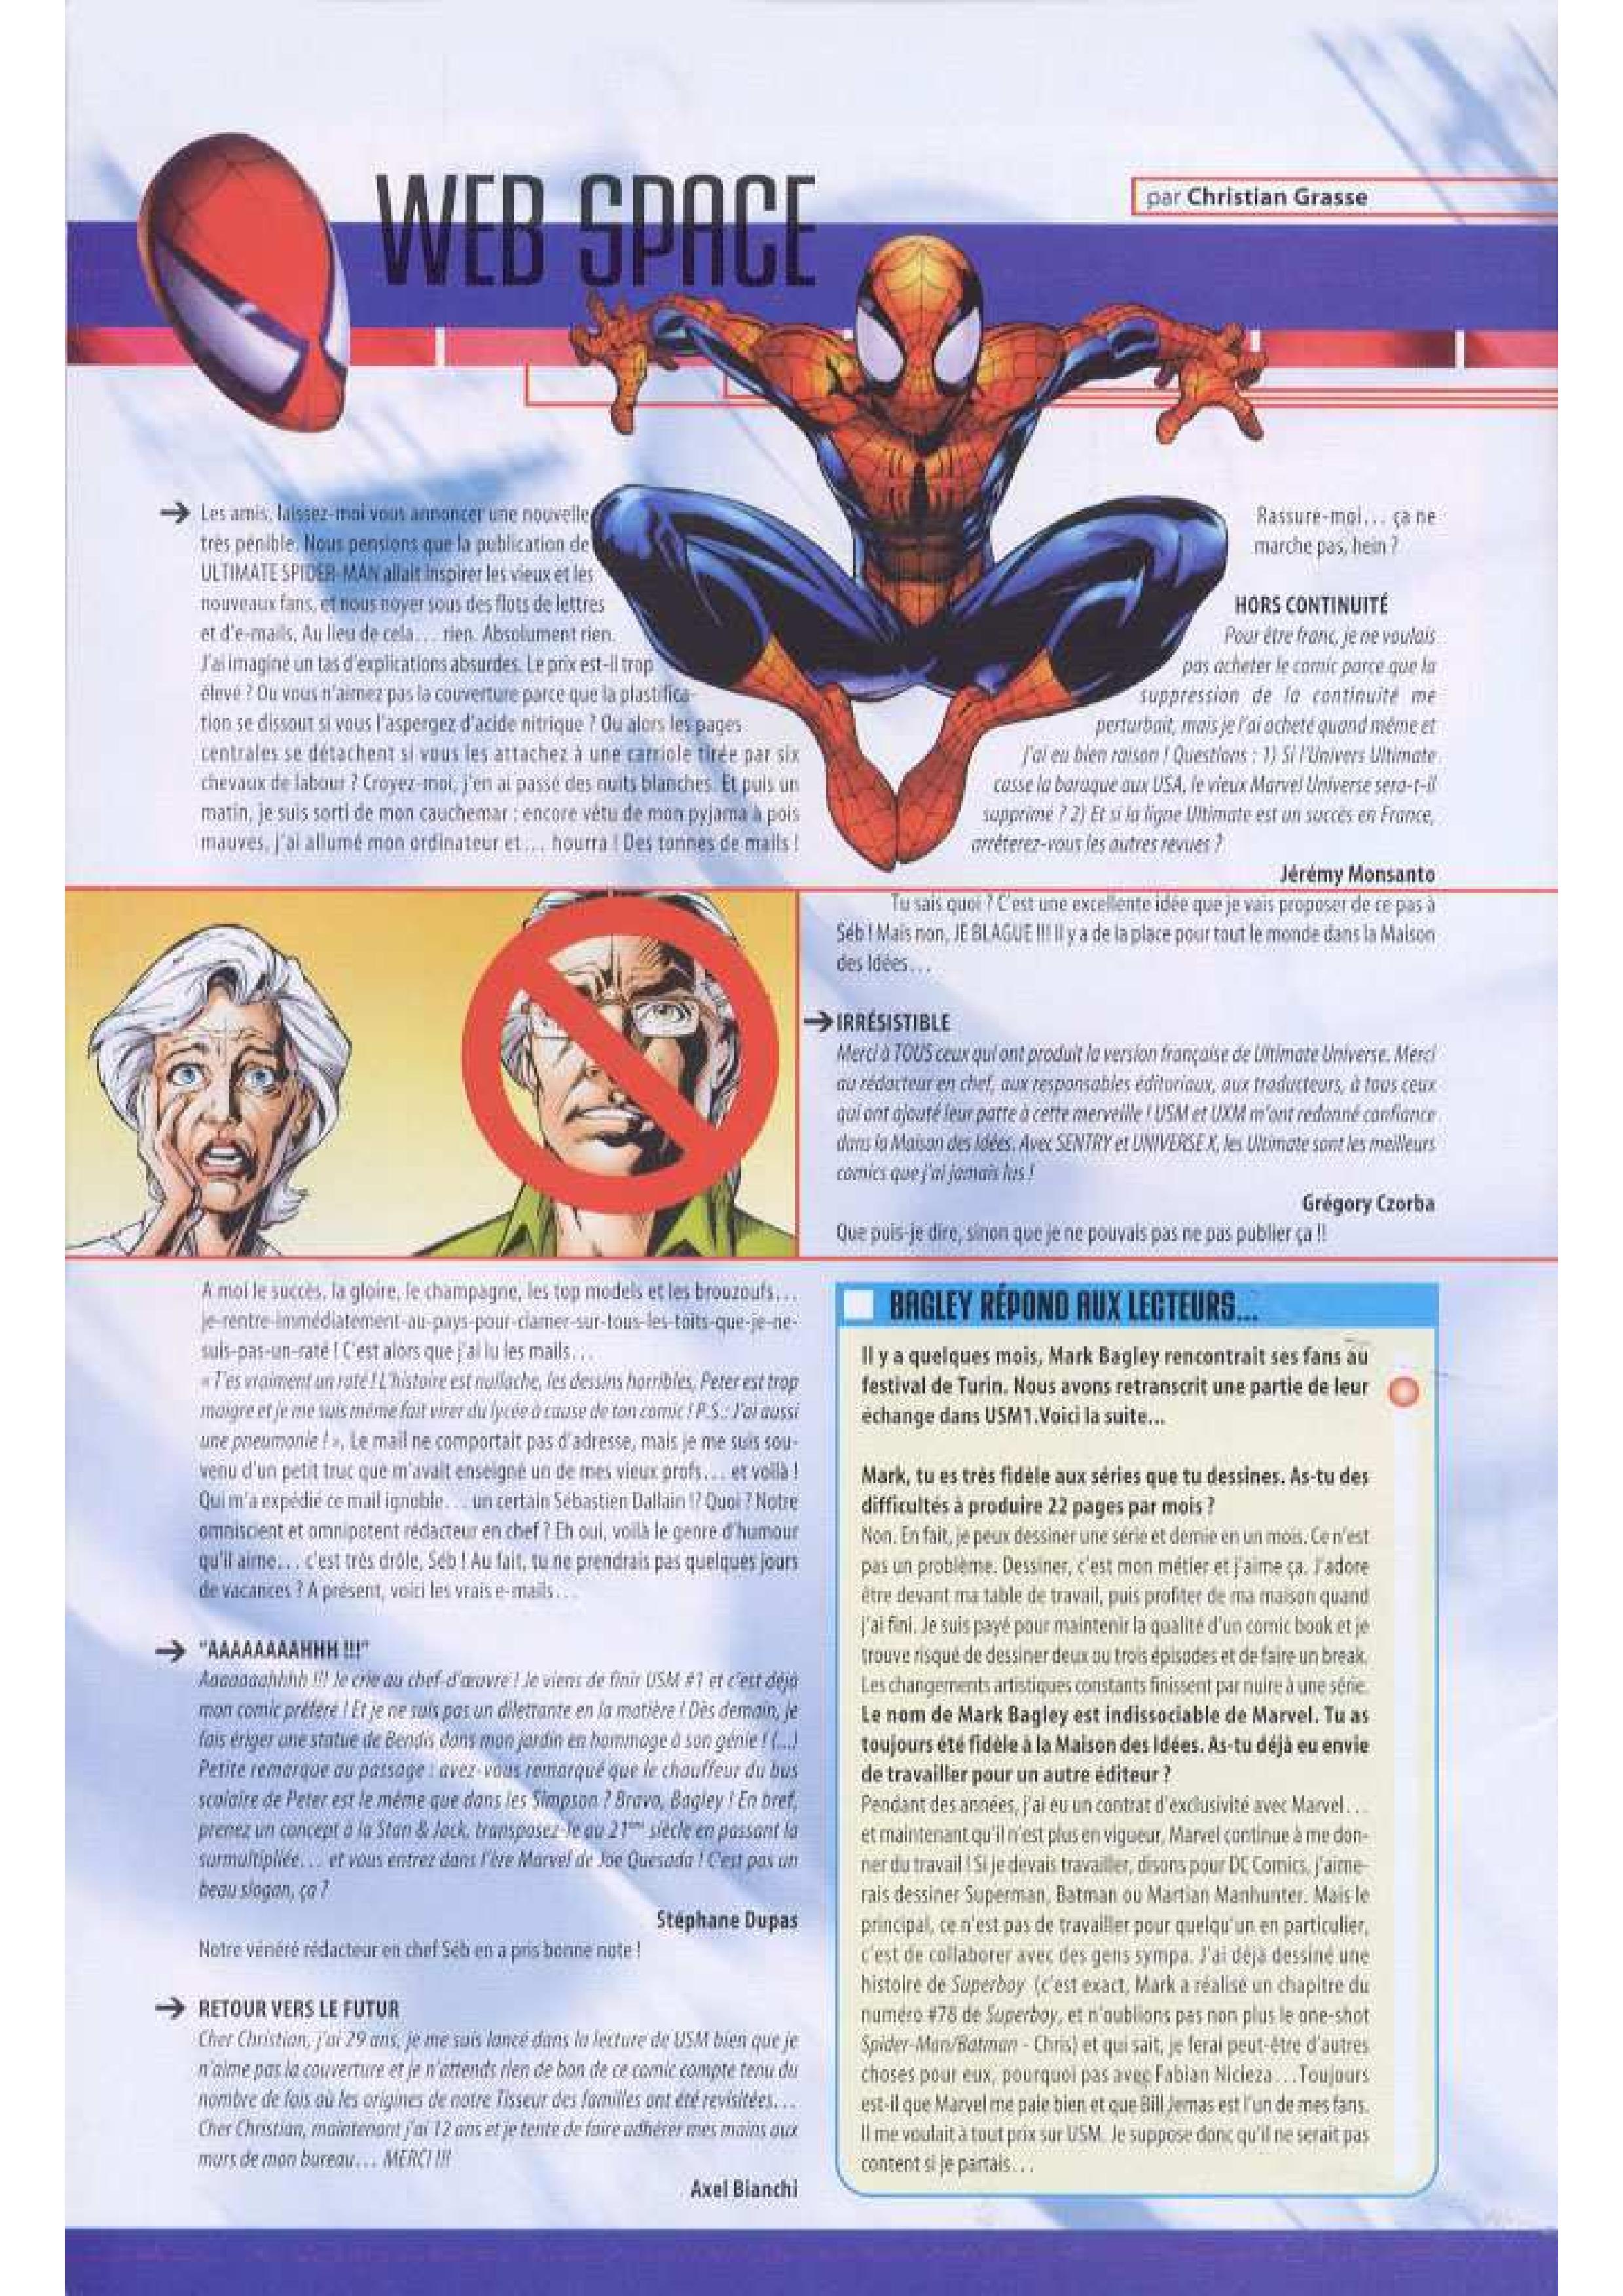 WEB SPACE
par Christian Grasse
Les amis, laissez-moi vous annoncer une nouvelle
très pénible. Nous pensions que la publication de
ULTIMATE SPIDER-MAN allait inspirer les vieux et les
nouveaux fans, et nous noyer sous des flots de lettres
et d'e-mails. Au lieu de cela... rien. Absolument rien.
J'ai imaginé un tas d'explications absurdes. Le prix est-il trop
élevé ? Ou vous n'aimez pas la couverture parce que la plastifica-
tion se dissout si vous l'aspergez d'acide nitrique ? Ou alors les pages
centrales se détachent si vous les attachez à une carriole tirée par six
chevaux de labour ? Croyez-moi, j'en ai passé des nuits blanches. Et puis un
matin, je suis sorti de mon cauchemar : encore vêtu de mon pyjama à pois
mauves, j'ai allumé mon ordinateur et... hourra ! Des tonnes de mails !
A moi le succès, la gloire, le champagne, les top models et les brouzoufs...
je-rentre-immédiatement-au-pays-pour-clamer-sur-tous-les-toits-que-je-ne-
suis-pas-un-raté ! C'est alors que j'ai lu les mails...
« T'es vraiment un raté ! L'histoire est nullache, les dessins horribles, Peter est trop
maigre et je me suis même fait virer du lycée à cause de ton comic ! P.S.: J'ai aussi
une pneumonie ! ». Le mail ne comportait pas d'adresse, mais je me suis sou-
venu d'un petit truc que m'avait enseigné un de mes vieux profs... et voilà !
Qui m'a expédié ce mail ignoble... un certain Sébastien Dallain !? Quoi ? Notre
omniscient et omnipotent rédacteur en chef ? Eh oui, voilà le genre d'humour
qu'il aime... c'est très drôle, Séb ! Au fait, tu ne prendrais pas quelques jours
de vacances ? A présent, voici les vrais e-mails...
"AAAAAAAAHHH !!!"
Aaaaaaahhhh !!! Je crie au chef-d'œuvre ! Je viens de finir USM #1 et c'est déjà
mon comic préféré ! Et je ne suis pas un dilettante en la matière ! Dès demain, je
fais ériger une statue de Bendis dans mon jardin en hommage à son génie ! (...)
Petite remarque au passage : avez-vous remarqué que le chauffeur du bus
scolaire de Peter est le même que dans les Simpson ? Bravo, Bagley ! En bref,
prenez un concept à la Stan & Jack, transposez-le au 21ème siècle en passant la
surmultipliée... et vous entrez dans l'ère Marvel de Joe Quesada ! C'est pas un
beau slogan, ça ?
Stéphane Dupas
Notre vénéré rédacteur en chef Séb en a pris bonne note !
RETOUR VERS LE FUTUR
Cher Christian, j'ai 29 ans, je me suis lancé dans la lecture de USM bien que je
n'aime pas la couverture et je n'attends rien de bon de ce comic compte tenu du
nombre de fois où les origines de notre Tisseur des familles ont été revisitées...
Cher Christian, maintenant j'ai 12 ans et je tente de faire adhérer mes mains aux
murs de mon bureau... MERCI !!!
Axel Bianchi
Rassure-moi... ça ne
marche pas, hein ?
HORS CONTINUITÉ
Pour être franc, je ne voulais
pas acheter le comic parce que la
suppression de la continuité me
perturbait, mais je l'ai acheté quand même et
j'ai eu bien raison ! Questions : 1) Si l'Univers Ultimate
casse la baraque aux USA, le vieux Marvel Universe sera-t-il
supprimé ? 2) Et si la ligne Ultimate est un succès en France,
arrêterez-vous les autres revues ?
Jérémy Monsanto
Tu sais quoi ? C'est une excellente idée que je vais proposer de ce pas à
Séb ! Mais non, JE BLAGUE !!! Il y a de la place pour tout le monde dans la Maison
des Idées...
IRRÉSISTIBLE
Merci à TOUS ceux qui ont produit la version française de Ultimate Universe. Merci
au rédacteur en chef, aux responsables éditoriaux, aux traducteurs, à tous ceux
qui ont ajouté leur patte à cette merveille ! USM et UXM m'ont redonné confiance
dans la Maison des Idées. Avec SENTRY et UNIVERSE X, les Ultimate sont les meilleurs
comics que j'ai jamais lus !
Grégory Czorba
Que puis-je dire, sinon que je ne pouvais pas ne pas publier ça !!
BAGLEY RÉPOND AUX LECTEURS...
Il y a quelques mois, Mark Bagley rencontrait ses fans au
festival de Turin. Nous avons retranscrit une partie de leur
échange dans USM1.Voici la suite...
Mark, tu es très fidèle aux séries que tu dessines. As-tu des
difficultés à produire 22 pages par mois ?
Non. En fait, je peux dessiner une série et demie en un mois. Ce n'est
pas un problème. Dessiner, c'est mon métier et j'aime ça. J'adore
être devant ma table de travail, puis profiter de ma maison quand
j'ai fini. Je suis payé pour maintenir la qualité d'un comic book et je
trouve risqué de dessiner deux ou trois épisodes et de faire un break.
Les changements artistiques constants finissent par nuire à une série.
Le nom de Mark Bagley est indissociable de Marvel. Tu as
toujours été fidèle à la Maison des Idées. As-tu déjà eu envie
de travailler pour un autre éditeur ?
Pendant des années, j'ai eu un contrat d'exclusivité avec Marvel...
et maintenant qu'il n'est plus en vigueur, Marvel continue à me don-
ner du travail ! Si je devais travailler, disons pour DC Comics, j'aime-
rais dessiner Superman, Batman ou Martian Manhunter. Mais le
principal, ce n'est pas de travailler pour quelqu'un en particulier,
c'est de collaborer avec des gens sympa. J'ai déjà dessiné une
histoire de Superboy (c'est exact, Mark a réalisé un chapitre du
numéro #78 de Superboy, et n'oublions pas non plus le one-shot
Spider-Man/Batman - Chris) et qui sait, je ferai peut-être d'autres
choses pour eux, pourquoi pas avec Fabian Nicieza...Toujours
est-il que Marvel me paie bien et que Bill Jemas est l'un de mes fans.
Il me voulait à tout prix sur USM. Je suppose donc qu'il ne serait pas
content si je partais...